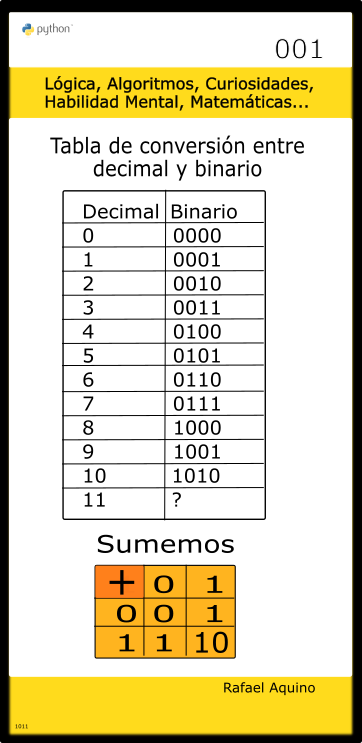 python
001
Lógica, Algoritmos, Curiosidades,
Habilidad Mental, Matemáticas...
Tabla de conversión entre
decimal y binario
Decimal Binario
0 0000
1 0001
2 0010
3 0011
4 0100
5 0101
6 0110
7 0111
8 1000
9 1001
10 1010
11 ?
Sumemos
+ 0 1
0 0 1
1 1 10
Rafael Aquino
1011